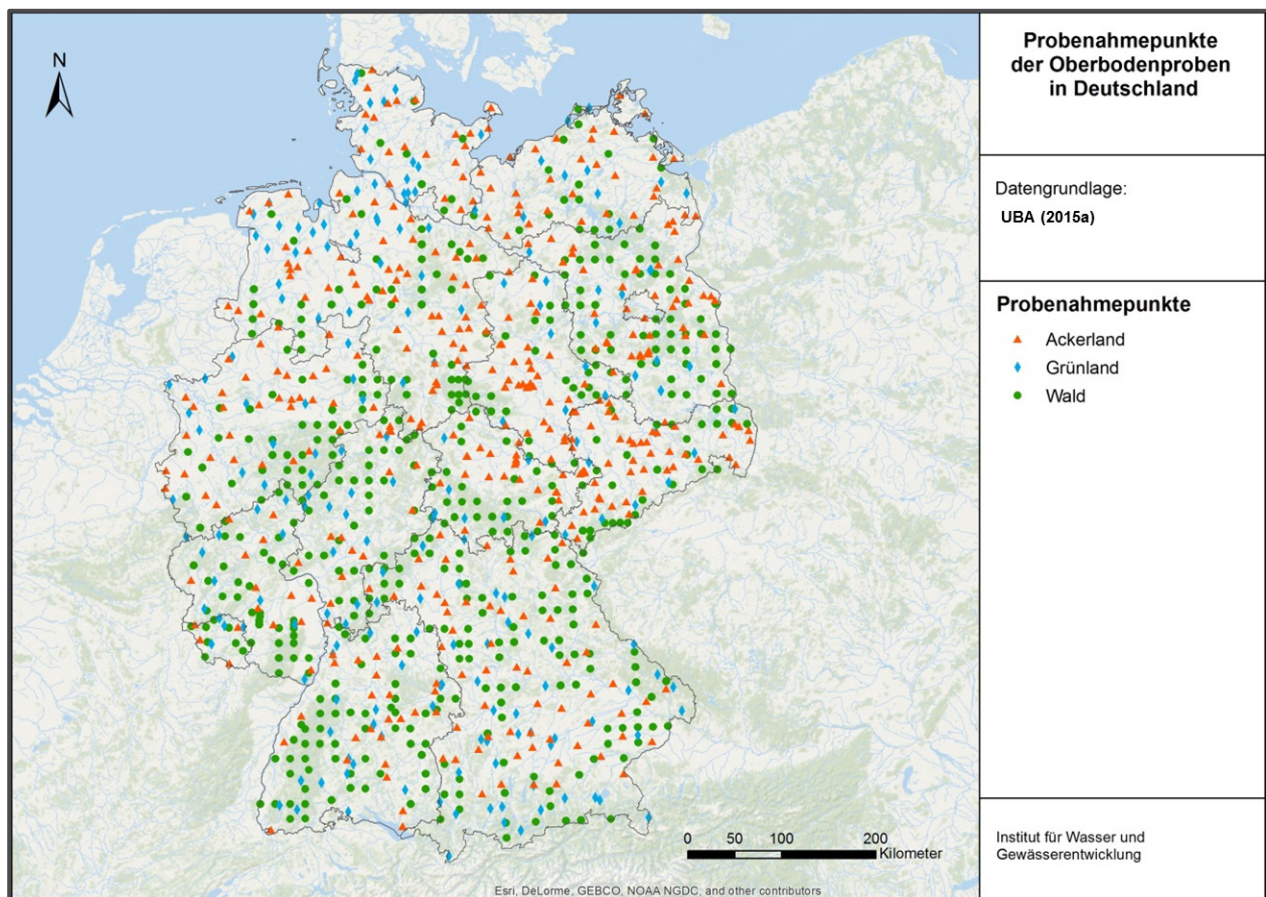 N
Probenahmepunkte
der Oberbodenproben
in Deutschland
Datengrundlage:
UBA (2015a)
Probenahmepunkte
Ackerland
Grünland
Wald
0 50 100 200
Kilometer
Institut für Wasser und
Gewässerentwicklung
Esri, DeLorme, GEBCO, NOAA NGDC, and other contributors